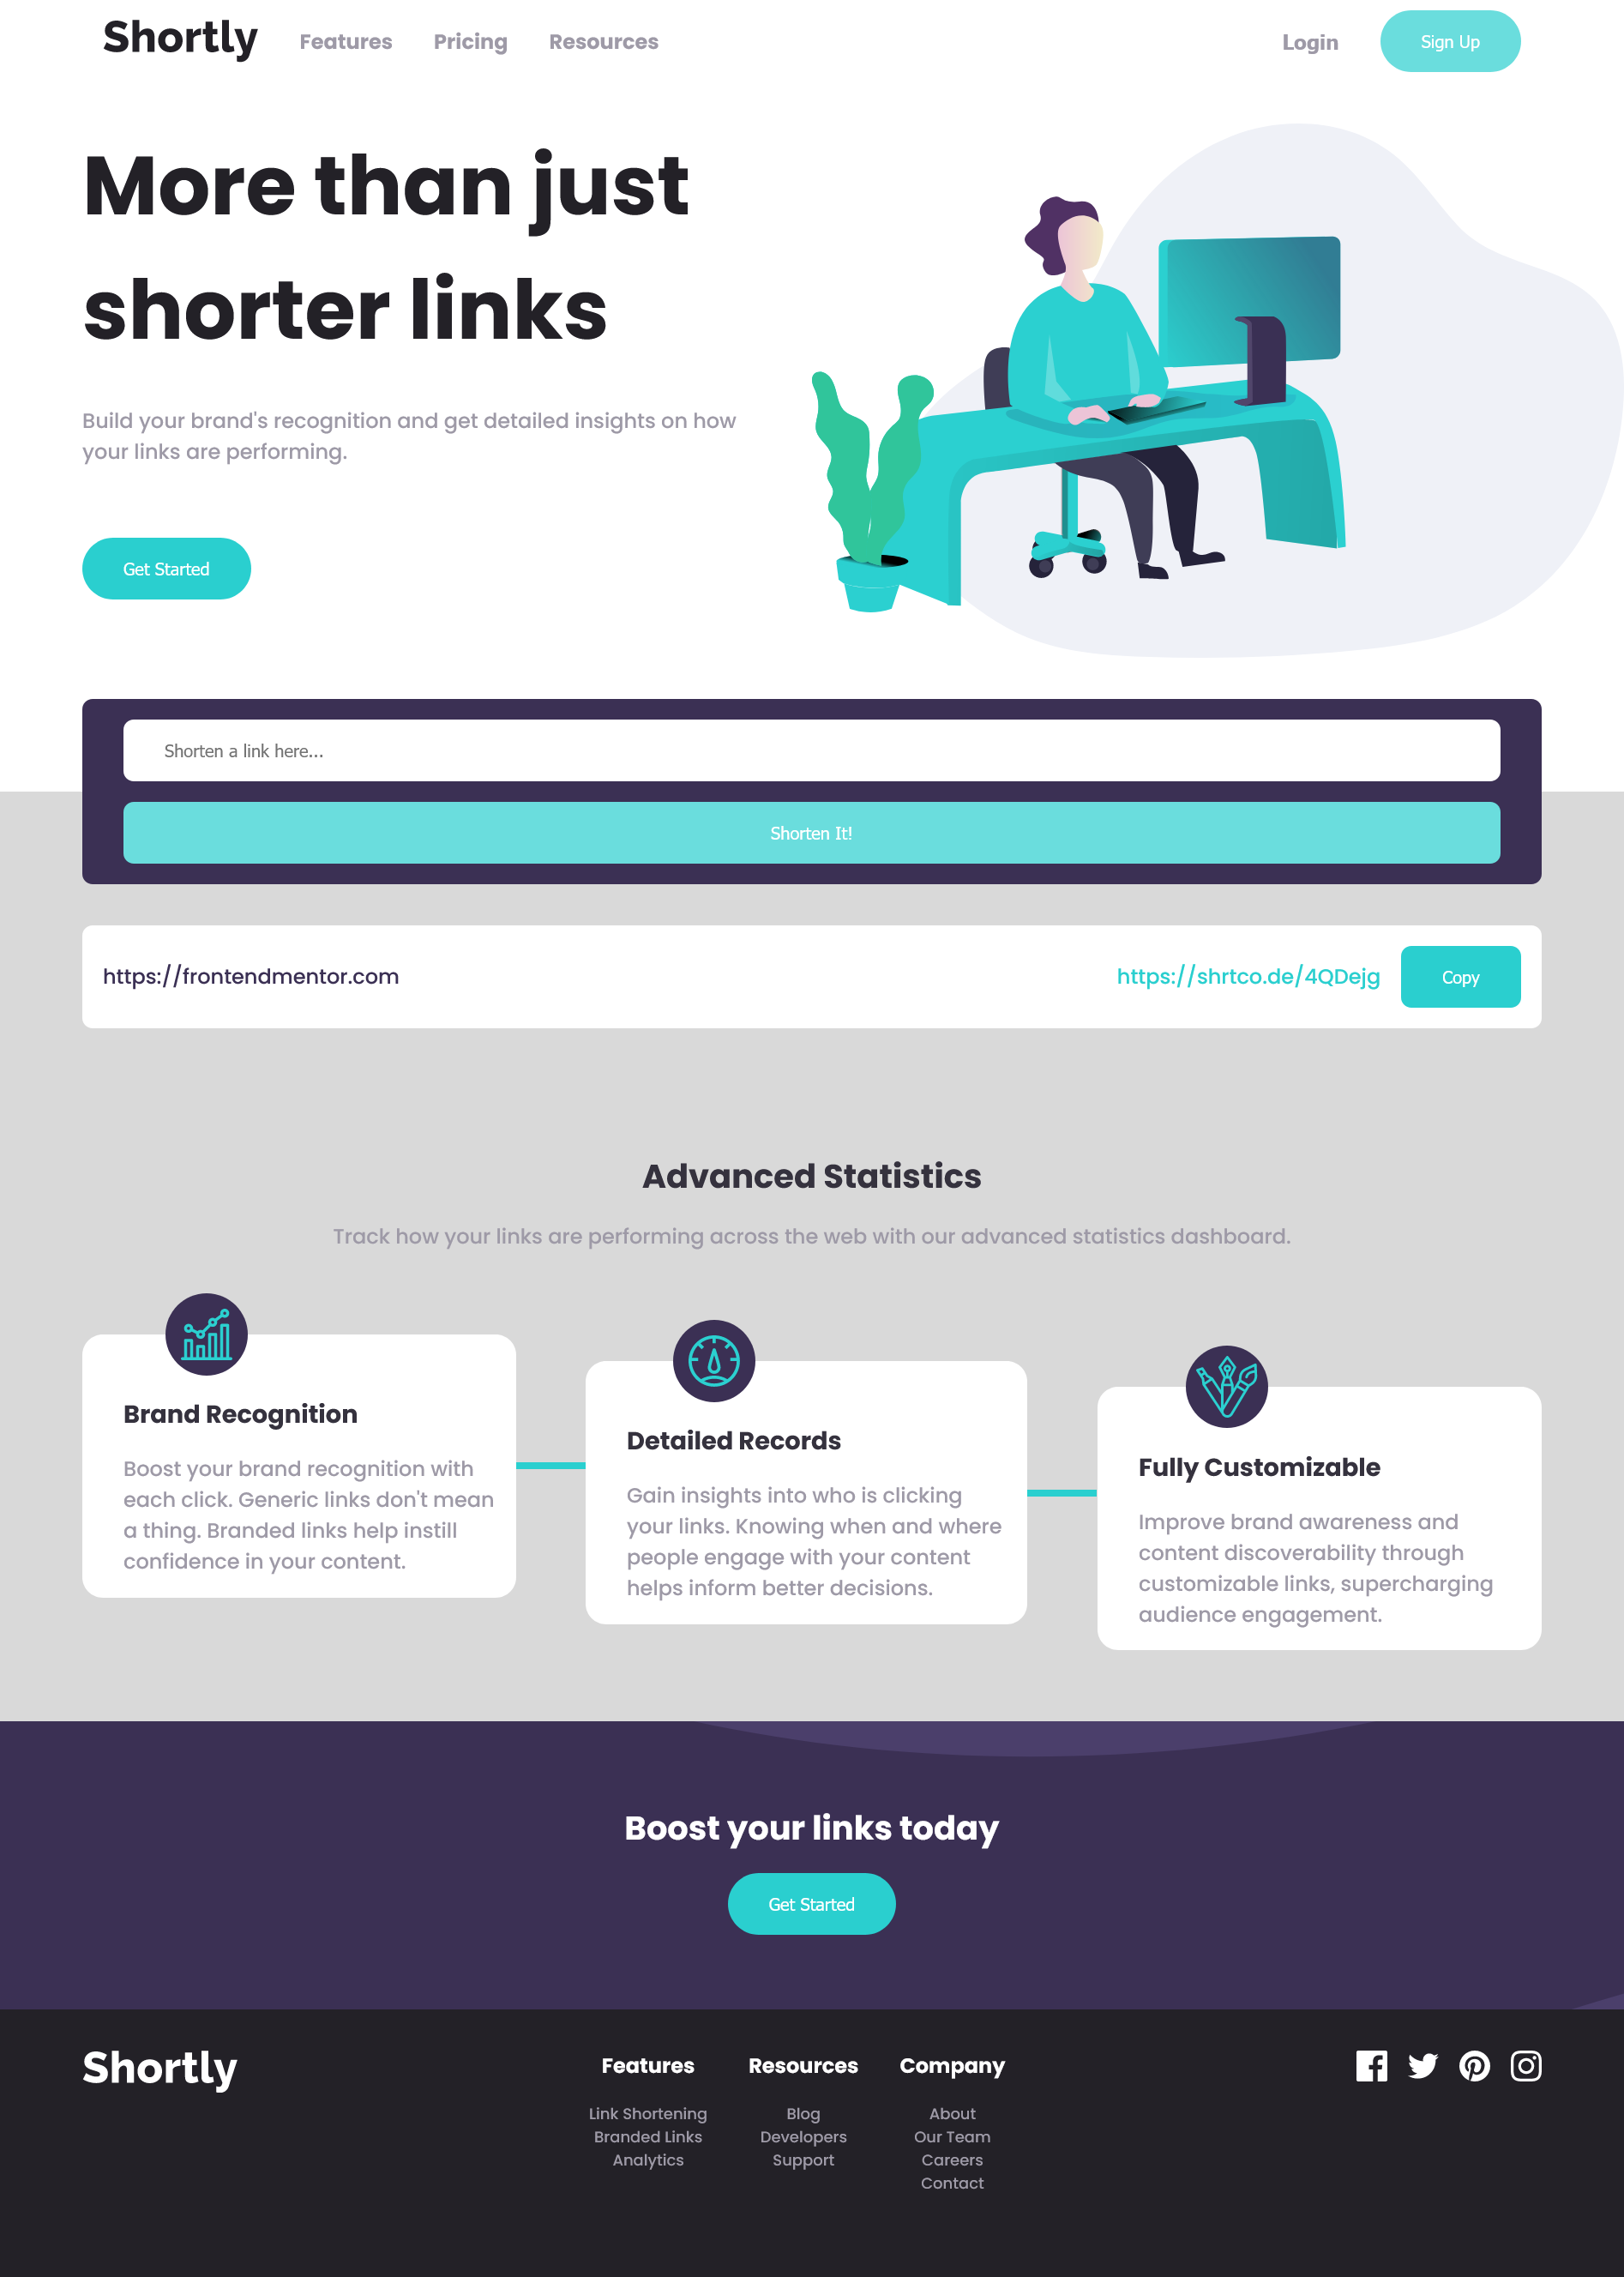 Shortly
Features
Pricing
Resources
Login
Sign Up
More than just
shorter links
Build your brand's recognition and get detailed insights on how
your links are performing.
Get Started
Shorten a link here...
Shorten It!
https://frontendmentor.com
https://shrtco.de/4QDejg
Copy
Advanced Statistics
Track how your links are performing across the web with our advanced statistics dashboard.
Brand Recognition
Boost your brand recognition with
each click. Generic links don't mean
a thing. Branded links help instill
confidence in your content.
Detailed Records
Gain insights into who is clicking
your links. Knowing when and where
people engage with your content
helps inform better decisions.
Fully Customizable
Improve brand awareness and
content discoverability through
customizable links, supercharging
audience engagement.
Boost your links today
Get Started
Shortly
Features
Link Shortening
Branded Links
Analytics
Resources
Blog
Developers
Support
Company
About
Our Team
Careers
Contact